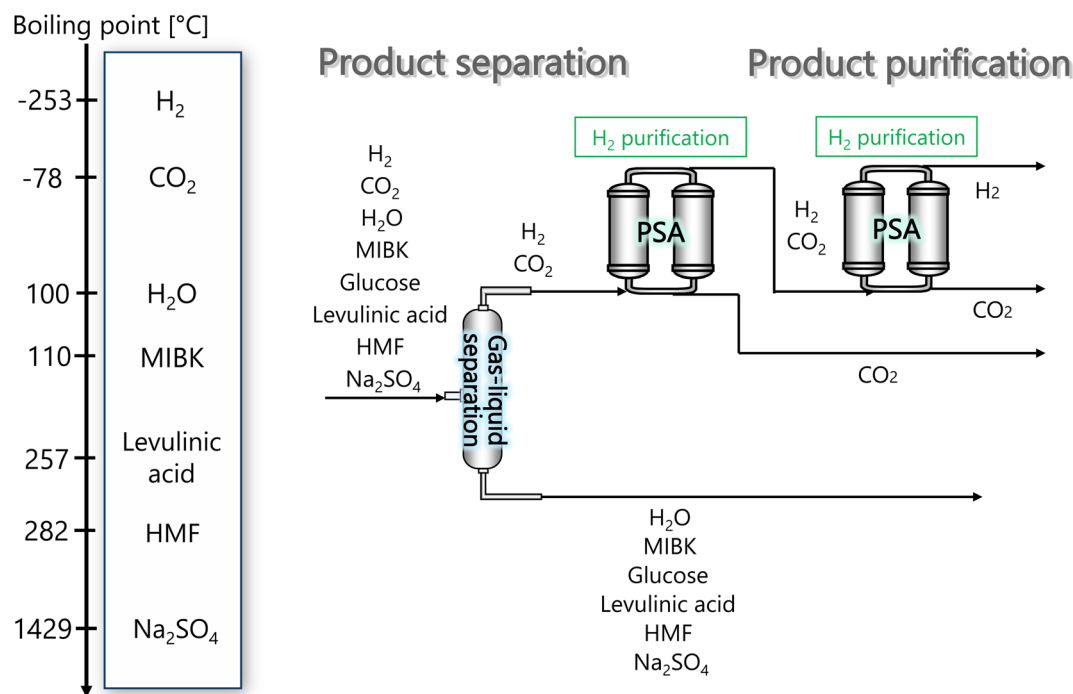 Boiling point [°C]
-253
H₂
-78
CO₂
100
H₂O
110
MIBK
257
Levulinic
acid
282
HMF
1429
Na₂SO₄
Product separation
Product purification
H₂
CO₂
H₂O
MIBK
Glucose
Levulinic acid
HMF
Na₂SO₄
Gas-liquid
separation
H₂
CO₂
H₂ purification
PSA
H₂
CO₂
H₂ purification
PSA
H₂
CO₂
CO₂
H₂O
MIBK
Glucose
Levulinic acid
HMF
Na₂SO₄